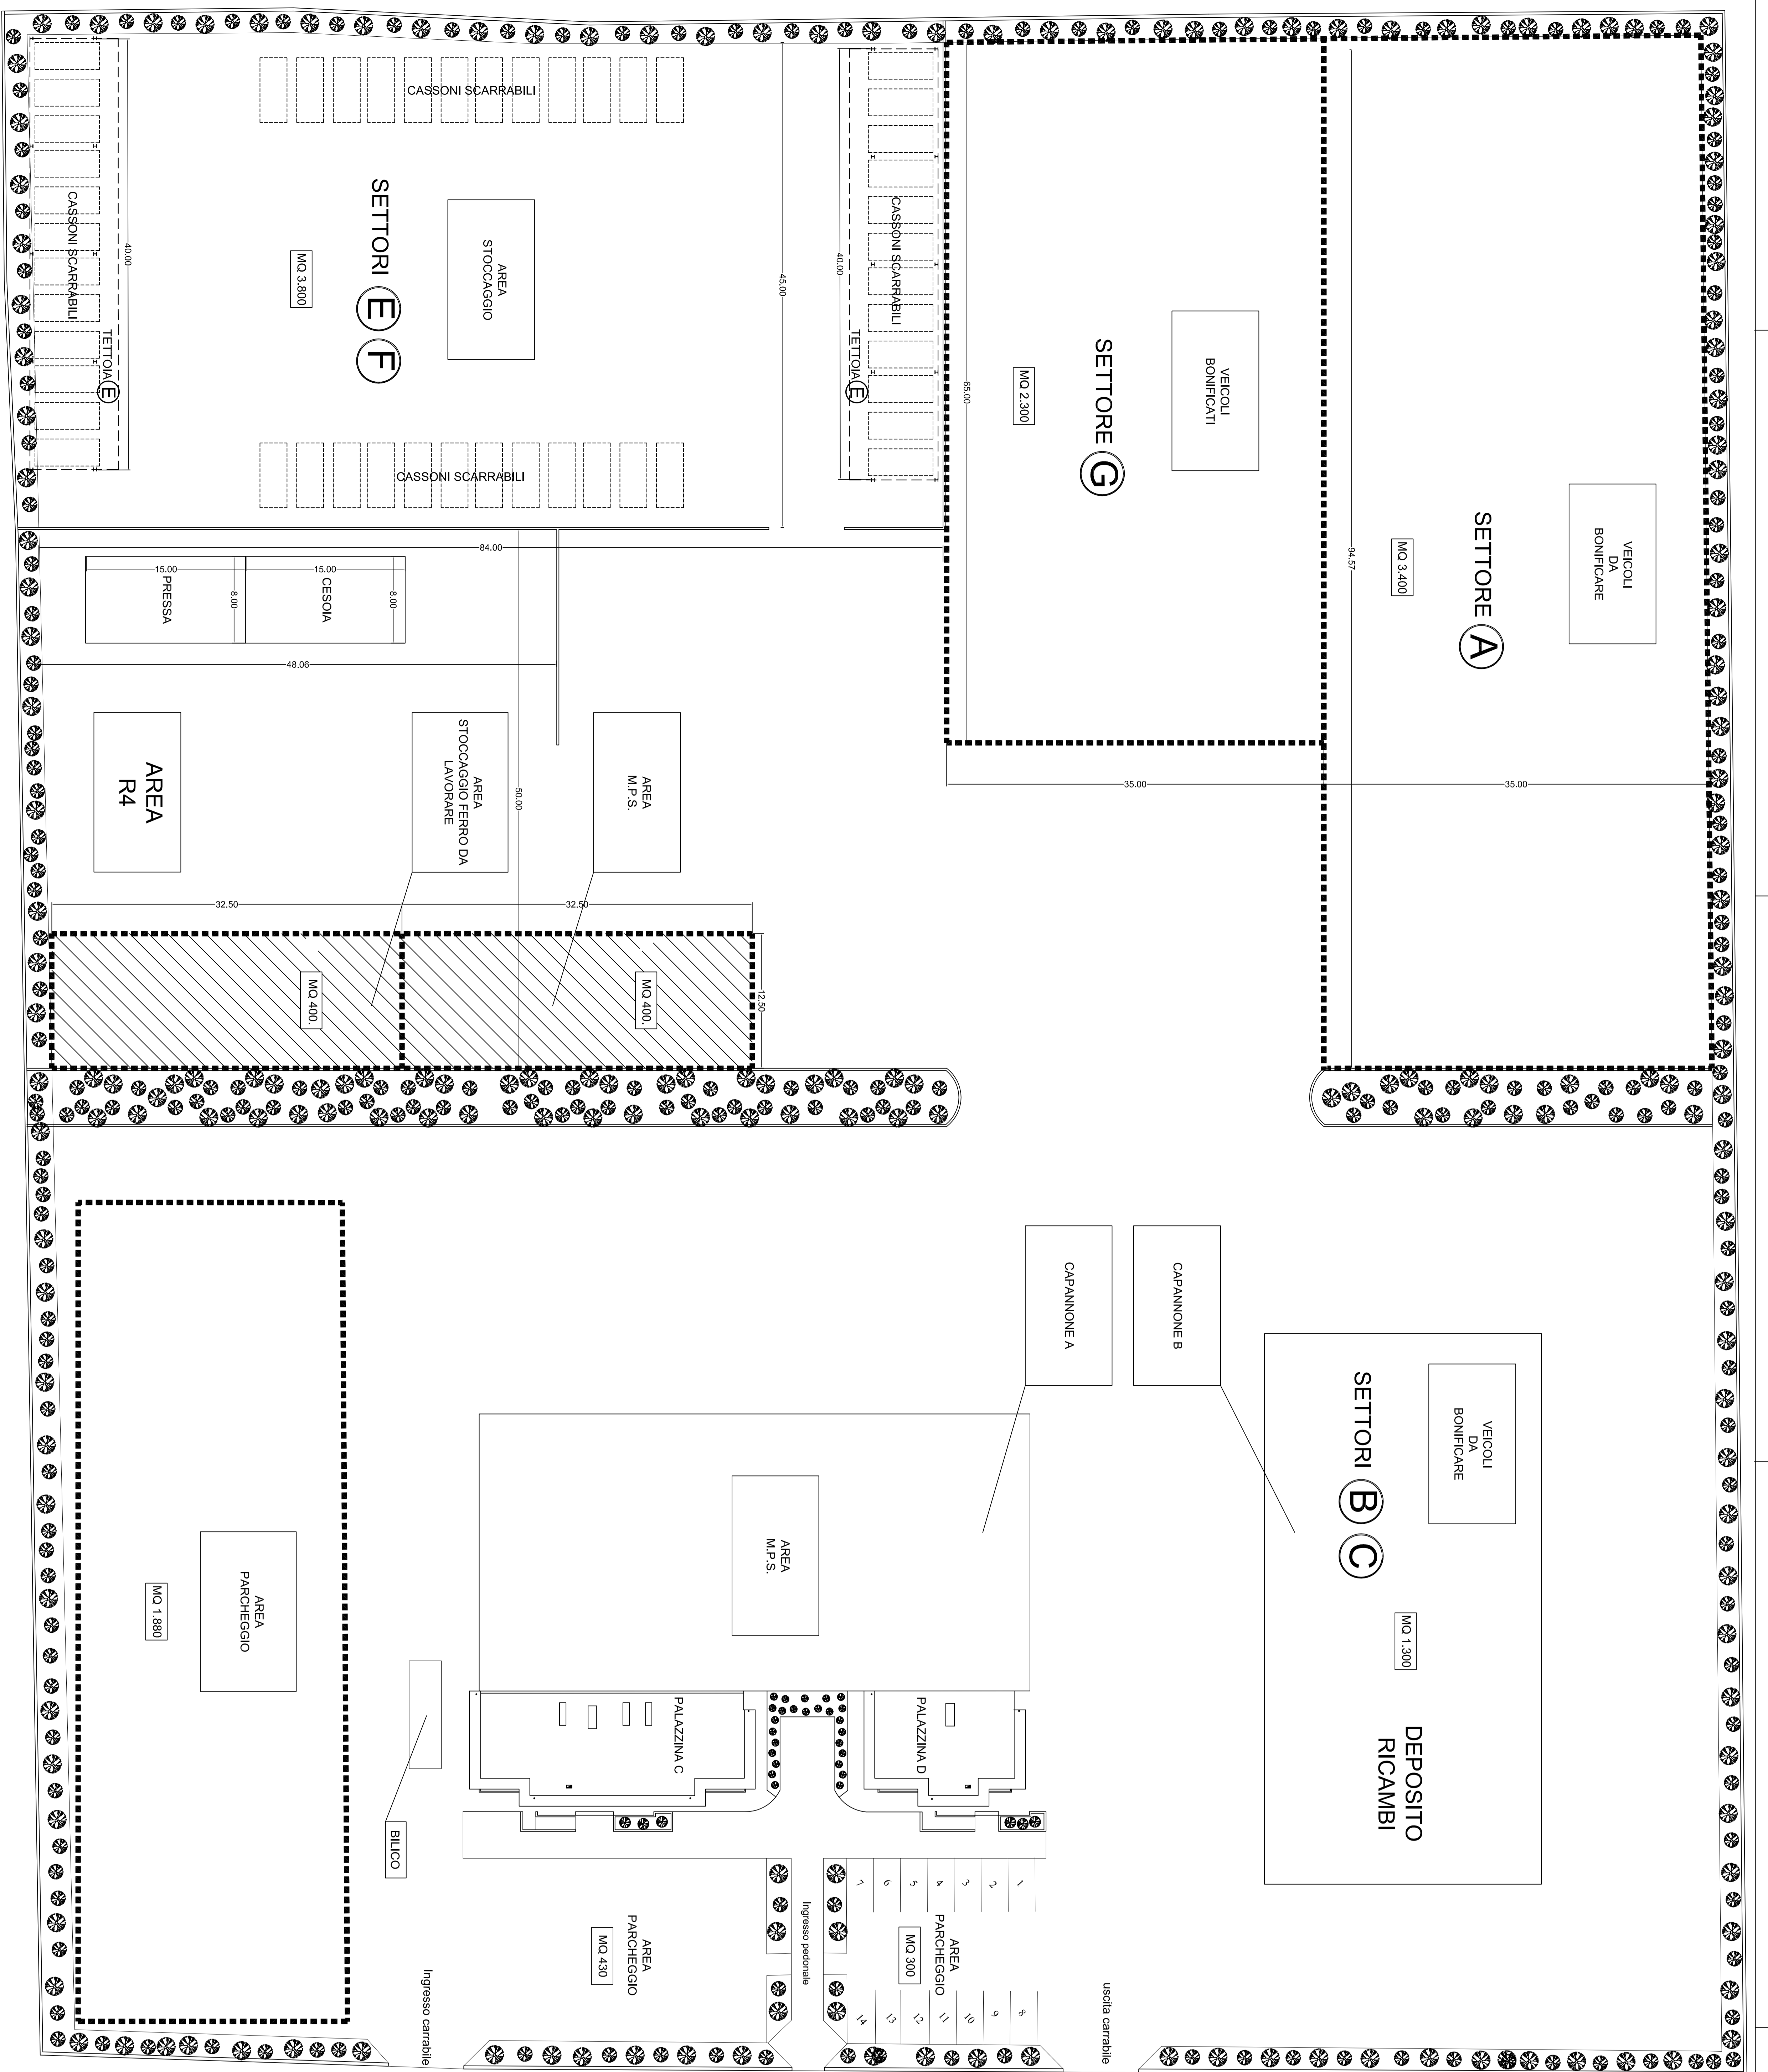 CASSONI SCARRABILI
CASSONI SCARRABILI
TETTOIA E
40.00
SETTORI E F
MQ 3.800
AREA
STOCCAGGIO
CASSONI SCARRABILI
45.00
40.00
CASSONI SCARRABILI
TETTOIA E
65.00
MQ 2.300
SETTORE G
VEICOLI
BONIFICATI
94.57
MQ 3.400
SETTORE A
VEICOLI
DA
BONIFICARE
84.00
15.00
15.00
PRESSA
8.00
CESOIA
8.00
48.06
50.00
35.00
35.00
AREA
R4
AREA
STOCCAGGIO FERRO DA
LAVORARE
AREA
M.P.S.
32.50
32.50
12.50
MQ 400.
MQ 400.
CAPANNONE A
CAPANNONE B
VEICOLI
DA
BONIFICARE
SETTORI B C
MQ 1.300
DEPOSITO
RICAMBI
AREA
M.P.S.
AREA
PARCHEGGIO
MQ 1.880
PALAZZINA C
PALAZZINA D
BILICO
AREA
PARCHEGGIO
MQ 430
Ingresso pedonale
AREA
PARCHEGGIO
MQ 300
1
2
3
4
5
6
7
8
9
10
11
12
13
14
Ingresso carrabile
uscita carrabile